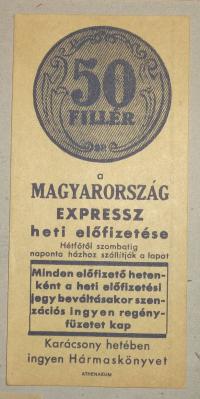 50
FILLÉR
BP.
a
MAGYARORSZÁG
EXPRESSZ
heti előfizetése
Hétfőtől szombatig
naponta házhoz szállítják a lapot
Minden előfizető heten-
ként a heti előfizetési
jegy beváltásakor szen-
zációs ingyen regény-
füzetet kap
Karácsony hetében
ingyen Hármaskönyvet
ATHENAEUM